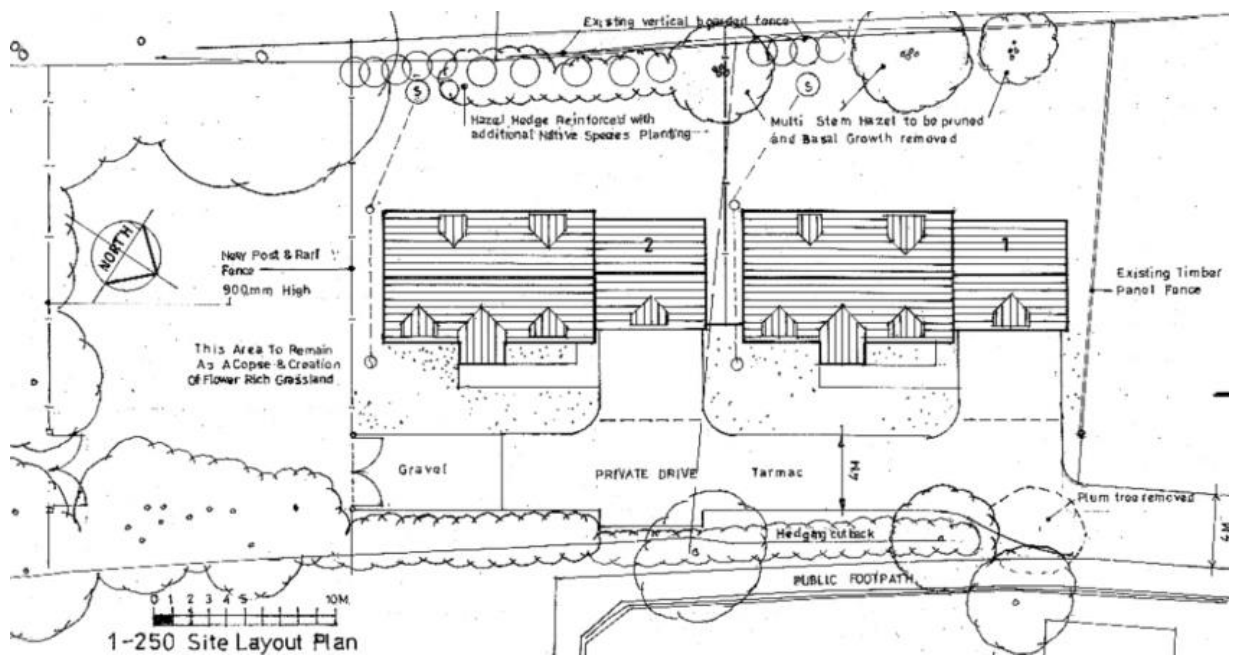 Existing vertical boarded fence
S
S
Hazel Hedge Reinforced with
additional Native Species Planting
Multi Stem Hazel to be pruned
and Basal Growth removed
NORTH
New Post & Rail
Fence
900mm High
2
1
Existing Timber
Panel Fence
This Area To Remain
As A Copse & Creation
Of Flower Rich Grassland
Gravel
PRIVATE DRIVE
Tarmac
4M
Plum tree removed
4M
Hedging cutback
PUBLIC FOOTPATH
0 1 2 3 4 5 10M
1-250 Site Layout Plan